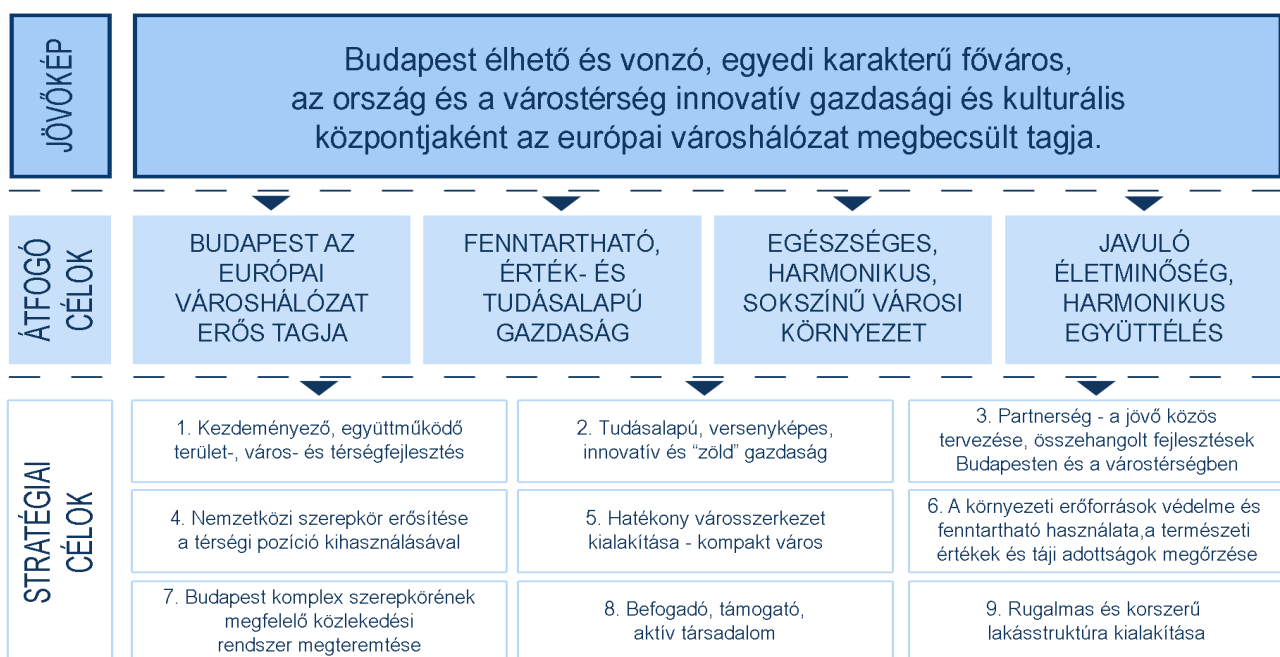 JÖVŐKÉP
Budapest élhető és vonzó, egyedi karakterű főváros,
az ország és a várostérség innovatív gazdasági és kulturális
központjaként az európai városhálózat megbecsült tagja.
ÁTFOGÓ
CÉLOK
BUDAPEST AZ
EURÓPAI
VÁROSHÁLÓZAT
ERŐS TAGJA
FENNTARTHATÓ,
ÉRTÉK- ÉS
TUDÁSALAPÚ
GAZDASÁG
EGÉSZSÉGES,
HARMONIKUS,
SOKSZÍNŰ VÁROSI
KÖRNYEZET
JAVULÓ
ÉLETMINŐSÉG,
HARMONIKUS
EGYÜTTÉLÉS
STRATÉGIAI
CÉLOK
1. Kezdeményező, együttműködő
terület-, város- és térségfejlesztés
2. Tudásalapú, versenyképes,
innovatív és “zöld” gazdaság
3. Partnerség - a jövő közös
tervezése, összehangolt fejlesztések
Budapesten és a várostérségben
4. Nemzetközi szerepkör erősítése
a térségi pozíció kihasználásával
5. Hatékony városszerkezet
kialakítása - kompakt város
6. A környezeti erőforrások védelme és
fenntartható használata,a természeti
értékek és táji adottságok megőrzése
7. Budapest komplex szerepkörének
megfelelő közlekedési
rendszer megteremtése
8. Befogadó, támogató,
aktív társadalom
9. Rugalmas és korszerű
lakásstruktúra kialakítása